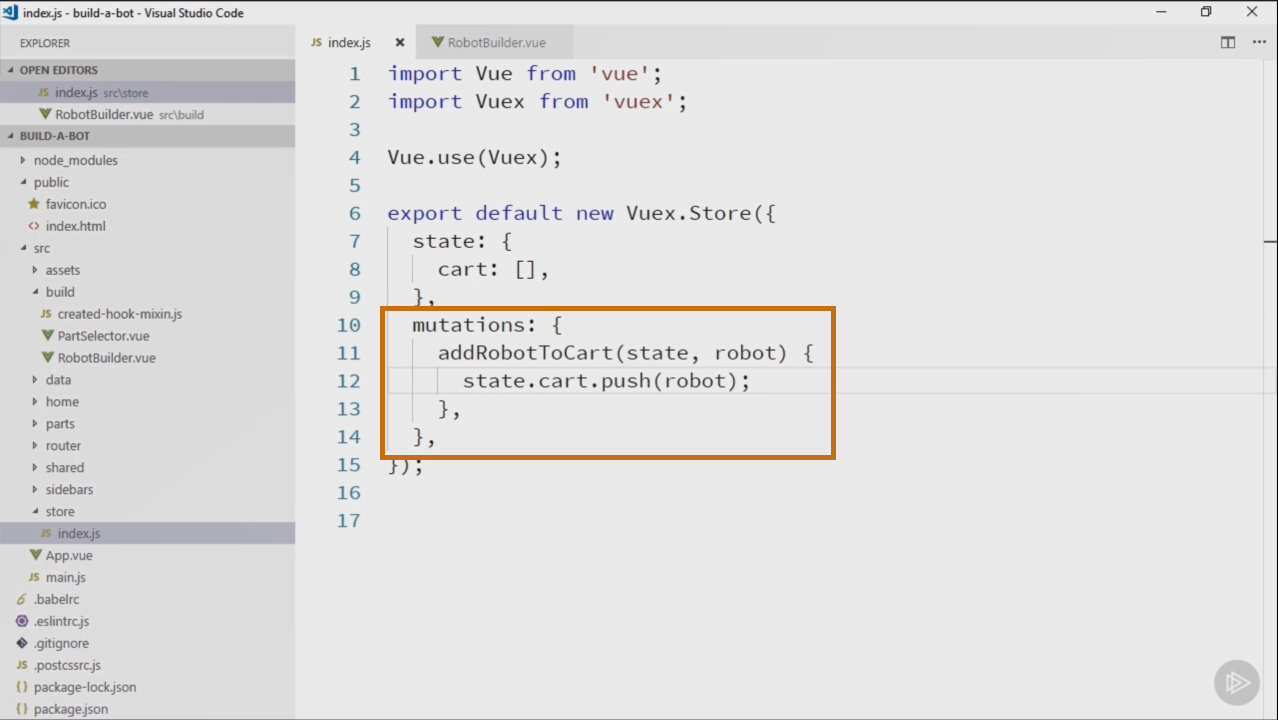 index.js - build-a-bot - Visual Studio Code
EXPLORER
OPEN EDITORS
JS index.js src\store
RobotBuilder.vue src\build
BUILD-A-BOT
node_modules
public
favicon.ico
<> index.html
src
assets
build
JS created-hook-mixin.js
PartSelector.vue
RobotBuilder.vue
data
home
parts
router
shared
sidebars
store
JS index.js
App.vue
JS main.js
.babelrc
.eslintrc.js
.gitignore
JS .postcssrc.js
{} package-lock.json
{} package.json
JS index.js
RobotBuilder.vue
1 import Vue from 'vue';
2 import Vuex from 'vuex';
3
4 Vue.use(Vuex);
5
6 export default new Vuex.Store({
7 state: {
8 cart: [],
9 },
10 mutations: {
11 addRobotToCart(state, robot) {
12 state.cart.push(robot);
13 },
14 },
15 });
16
17